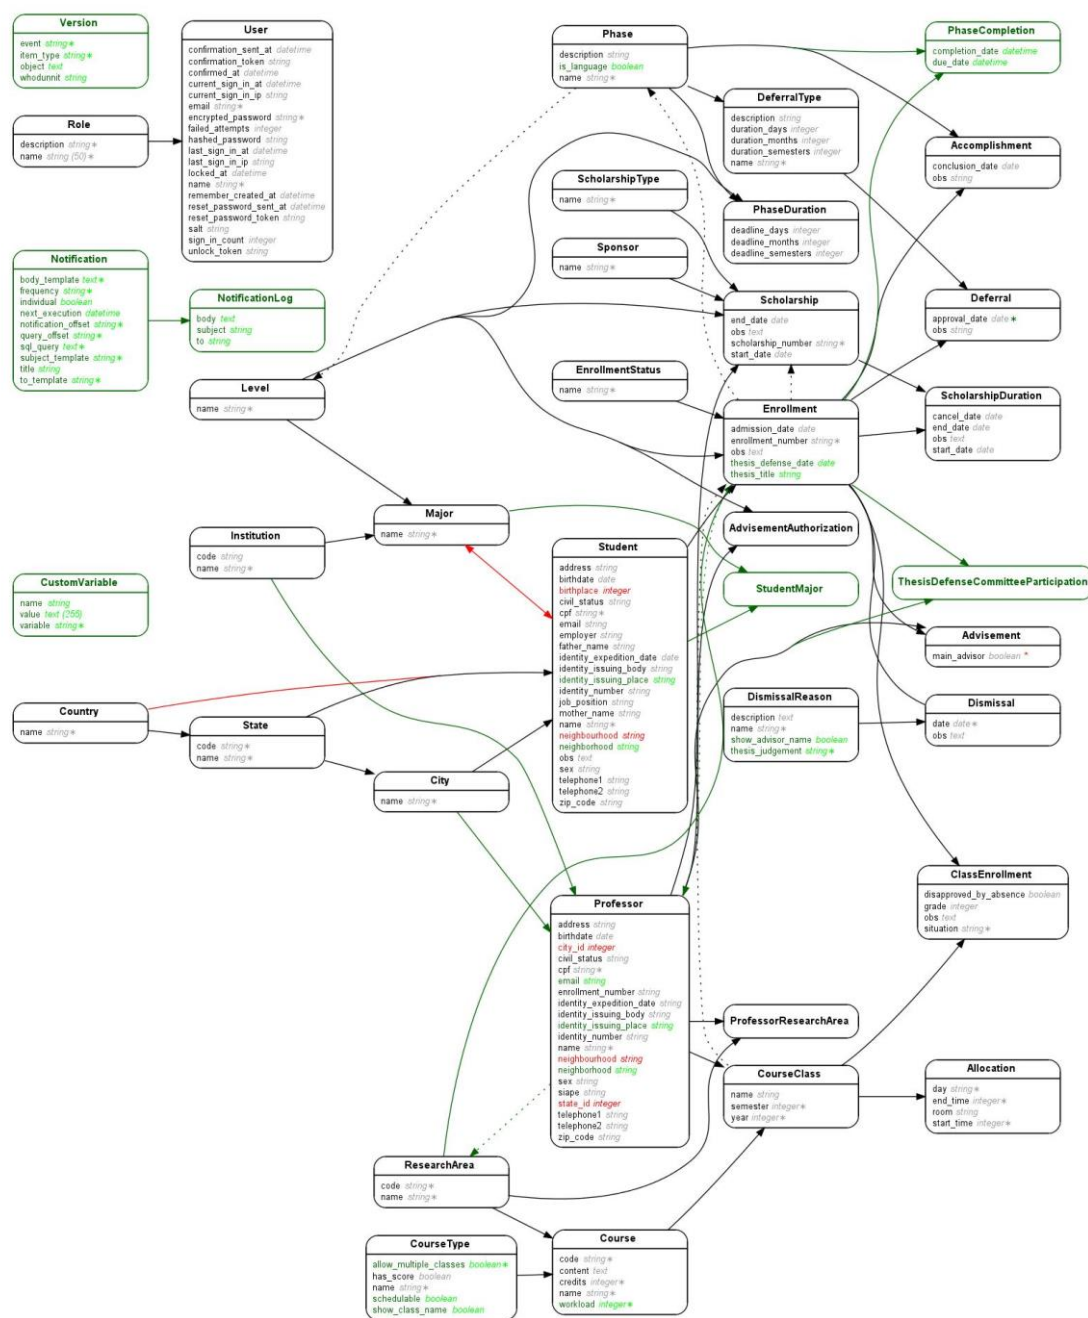 Version
event string *
item_type string *
object text
whodunnit string
User
confirmation_sent_at datetime
confirmation_token string
confirmed_at datetime
current_sign_in_at datetime
current_sign_in_ip string
email string *
encrypted_password string *
failed_attempts integer
hashed_password string
last_sign_in_at datetime
last_sign_in_ip string
locked_at datetime
name string *
remember_created_at datetime
reset_password_sent_at datetime
reset_password_token string
salt string
sign_in_count integer
unlock_token string
Phase
description string
is_language boolean
name string *
PhaseCompletion
completion_date datetime
due_date datetime
Role
description string *
name string (50) *
DeferralType
description string
duration_days integer
duration_months integer
duration_semesters integer
name string *
Accomplishment
conclusion_date date
obs string
ScholarshipType
name string *
PhaseDuration
deadline_days integer
deadline_months integer
deadline_semesters integer
Sponsor
name string *
Notification
body_template text *
frequency string *
individual boolean
next_execution datetime
notification_offset string *
query_offset string *
sql_query text *
subject_template string *
title string
to_template string *
NotificationLog
body text
subject string
to string
Scholarship
end_date date
obs text
scholarship_number string *
start_date date
Deferral
approval_date date *
obs string
Level
name string *
EnrollmentStatus
name string *
Enrollment
admission_date date
enrollment_number string *
obs text
thesis_defense_date date
thesis_title string
ScholarshipDuration
cancel_date date
end_date date
obs text
start_date date
Major
name string *
Institution
code string
name string *
AdvisementAuthorization
CustomVariable
name string
value text (255)
variable string *
Student
address string
birthdate date
birthplace integer
civil_status string
cpf string *
email string
employer string
father_name string
identity_expedition_date date
identity_issuing_body string
identity_issuing_place string
identity_number string
job_position string
mother_name string
name string *
neighbourhood string
neighborhood string
obs text
sex string
telephone1 string
telephone2 string
zip_code string
StudentMajor
ThesisDefenseCommitteeParticipation
Advisement
main_advisor boolean *
Country
name string *
State
code string *
name string *
City
name string *
DismissalReason
description text
name string *
show_advisor_name boolean
thesis_judgement string *
Dismissal
date date *
obs text
ClassEnrollment
disapproved_by_absence boolean
grade integer
obs text
situation string *
Professor
address string
birthdate date
city_id integer
civil_status string
cpf string *
email string
enrollment_number string
identity_expedition_date string
identity_issuing_body string
identity_issuing_place string
identity_number string
name string *
neighbourhood string
neighborhood string
sex string
siape string
state_id integer
telephone1 string
telephone2 string
zip_code string
ProfessorResearchArea
CourseClass
name string
semester integer *
year integer *
Allocation
day string *
end_time integer *
room string
start_time integer *
ResearchArea
code string *
name string *
CourseType
allow_multiple_classes boolean *
has_score boolean
name string *
schedulable boolean
show_class_name boolean
Course
code string *
content text
credits integer *
name string *
workload integer *